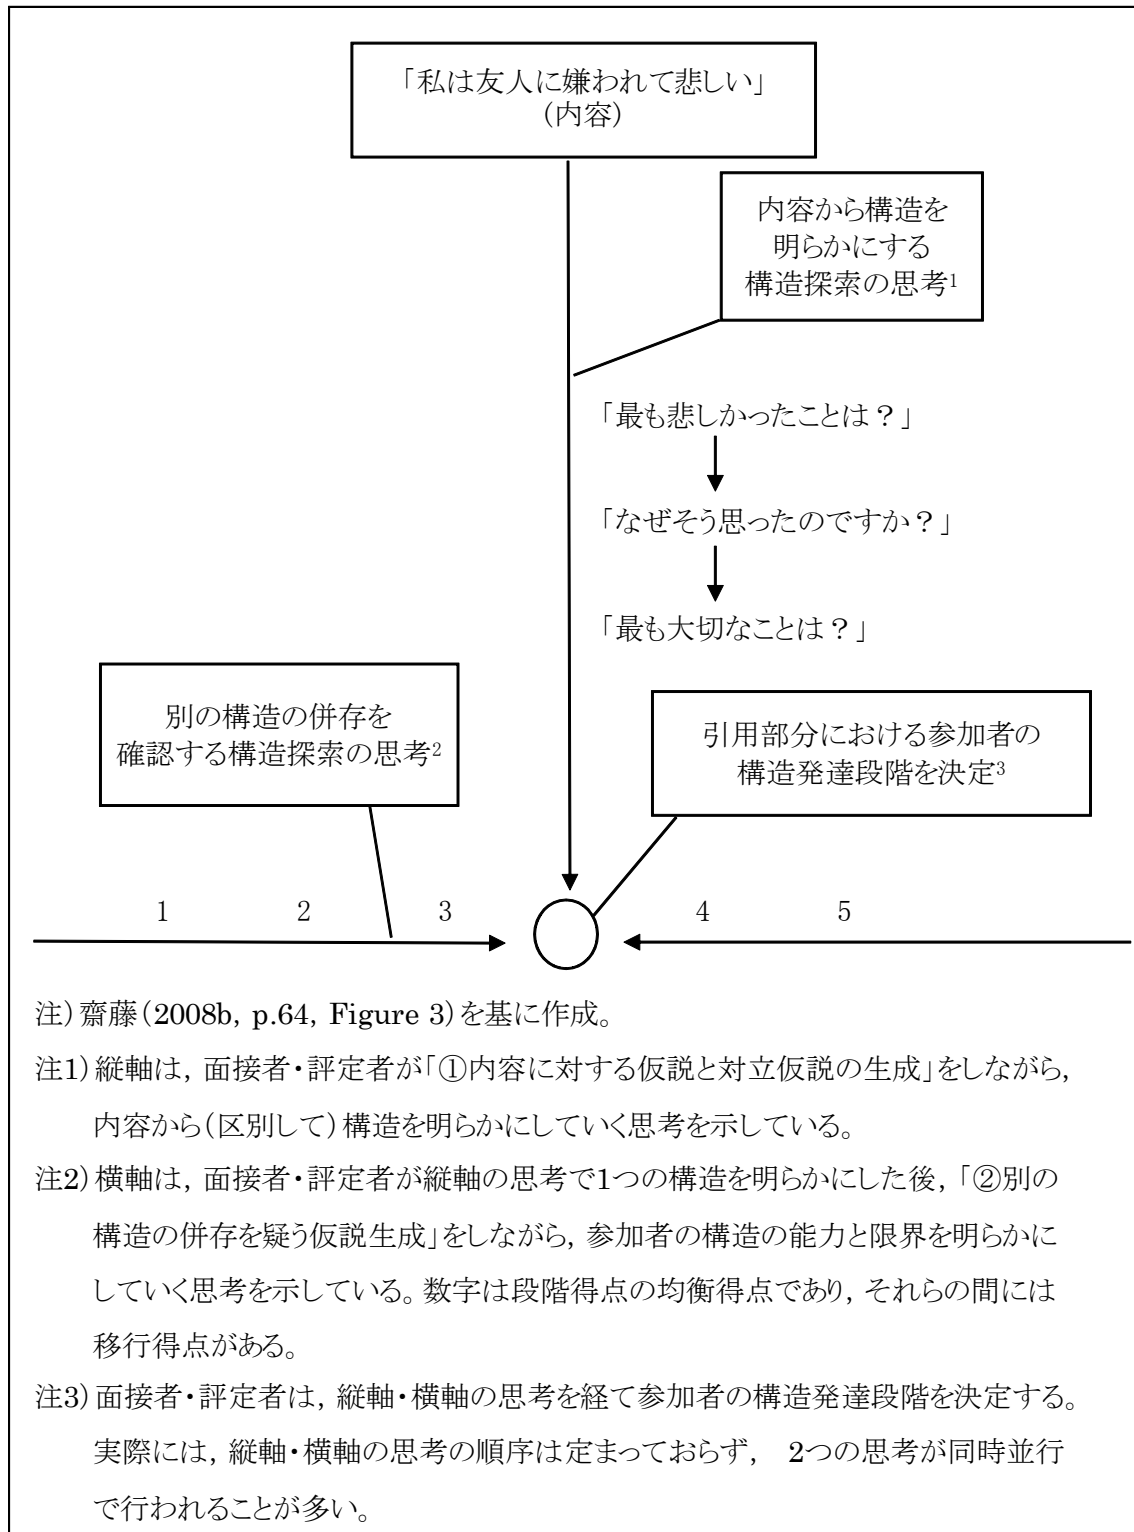 「私は友人に嫌われて悲しい」
(内容)
内容から構造を
明らかにする
構造探索の思考1
「最も悲しかったことは？」
「なぜそう思ったのですか？」
「最も大切なことは？」
別の構造の併存を
確認する構造探索の思考2
引用部分における参加者の
構造発達段階を決定3
1 2 3 4 5
注)齋藤(2008b, p.64, Figure 3)を基に作成。
注1)縦軸は，面接者・評定者が「①内容に対する仮説と対立仮説の生成」をしながら，
内容から(区別して)構造を明らかにしていく思考を示している。
注2)横軸は，面接者・評定者が縦軸の思考で1つの構造を明らかにした後，「②別の
構造の併存を疑う仮説生成」をしながら，参加者の構造の能力と限界を明らかに
していく思考を示している。数字は段階得点の均衡得点であり，それらの間には
移行得点がある。
注3)面接者・評定者は，縦軸・横軸の思考を経て参加者の構造発達段階を決定する。
実際には，縦軸・横軸の思考の順序は定まっておらず， 2つの思考が同時並行
で行われることが多い。